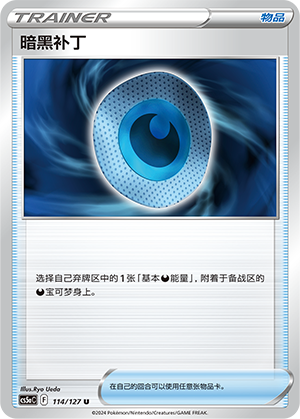 TRAINER 物品
暗黑补丁
选择自己弃牌区中的1张「基本能量」，附着于备战区的
宝可梦身上。
Illus.Ryo Ueda
CS5aC F 114/127 U
在自己的回合可以使用任意张物品卡。
©2024 Pokémon/Nintendo/Creatures/GAME FREAK.